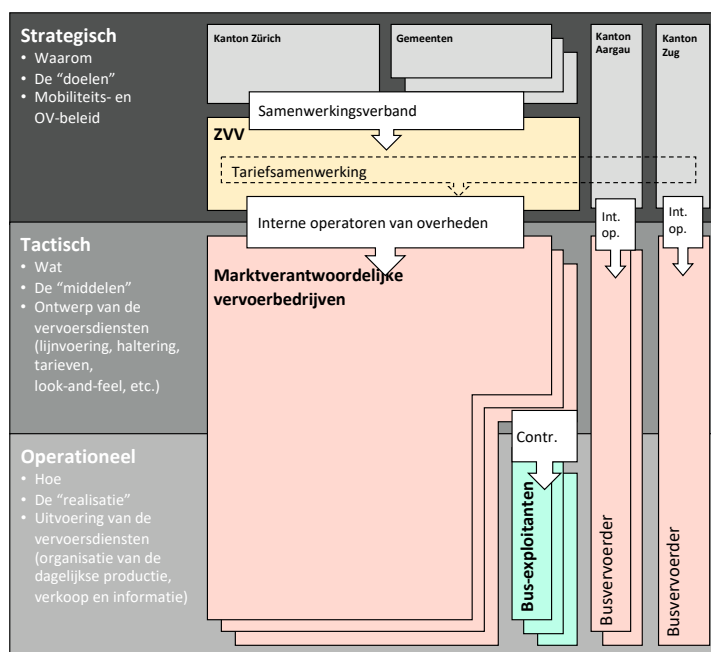 Strategisch
• Waarom
• De “doelen”
• Mobiliteits- en
OV-beleid
Kanton Zürich
Gemeenten
Kanton
Aargau
Kanton
Zug
Samenwerkingsverband
ZVV
Tariefsamenwerking
Interne operatoren van overheden
Int.
op.
Int.
op.
Tactisch
• Wat
• De “middelen”
• Ontwerp van de
vervoersdiensten
(lijnvoering, haltering,
tarieven,
look-and-feel, etc.)
Marktverantwoordelijke
vervoerbedrijven
Operationeel
• Hoe
• De “realisatie”
• Uitvoering van de
vervoersdiensten
(organisatie van de
dagelijkse productie,
verkoop en informatie)
Contr.
Bus-exploitanten
Busvervoerder
Busvervoerder